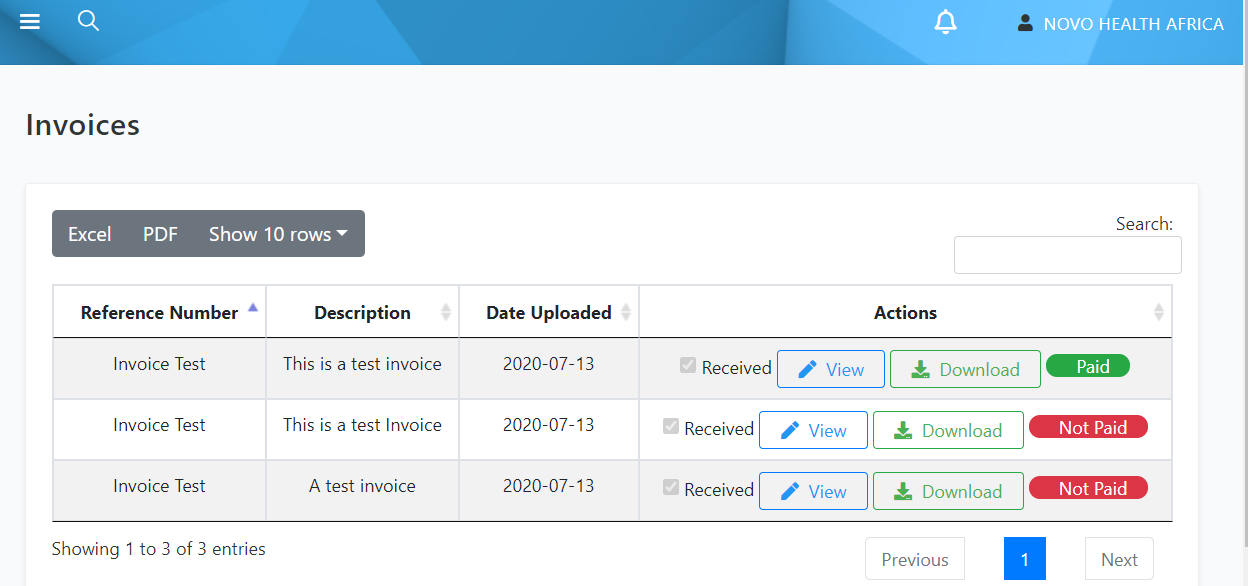 NOVO HEALTH AFRICA
Invoices
Excel PDF Show 10 rows
Search:
Reference Number Description Date Uploaded Actions
Invoice Test This is a test invoice 2020-07-13 Received View Download Paid
Invoice Test This is a test Invoice 2020-07-13 Received View Download Not Paid
Invoice Test A test invoice 2020-07-13 Received View Download Not Paid
Showing 1 to 3 of 3 entries
Previous 1 Next